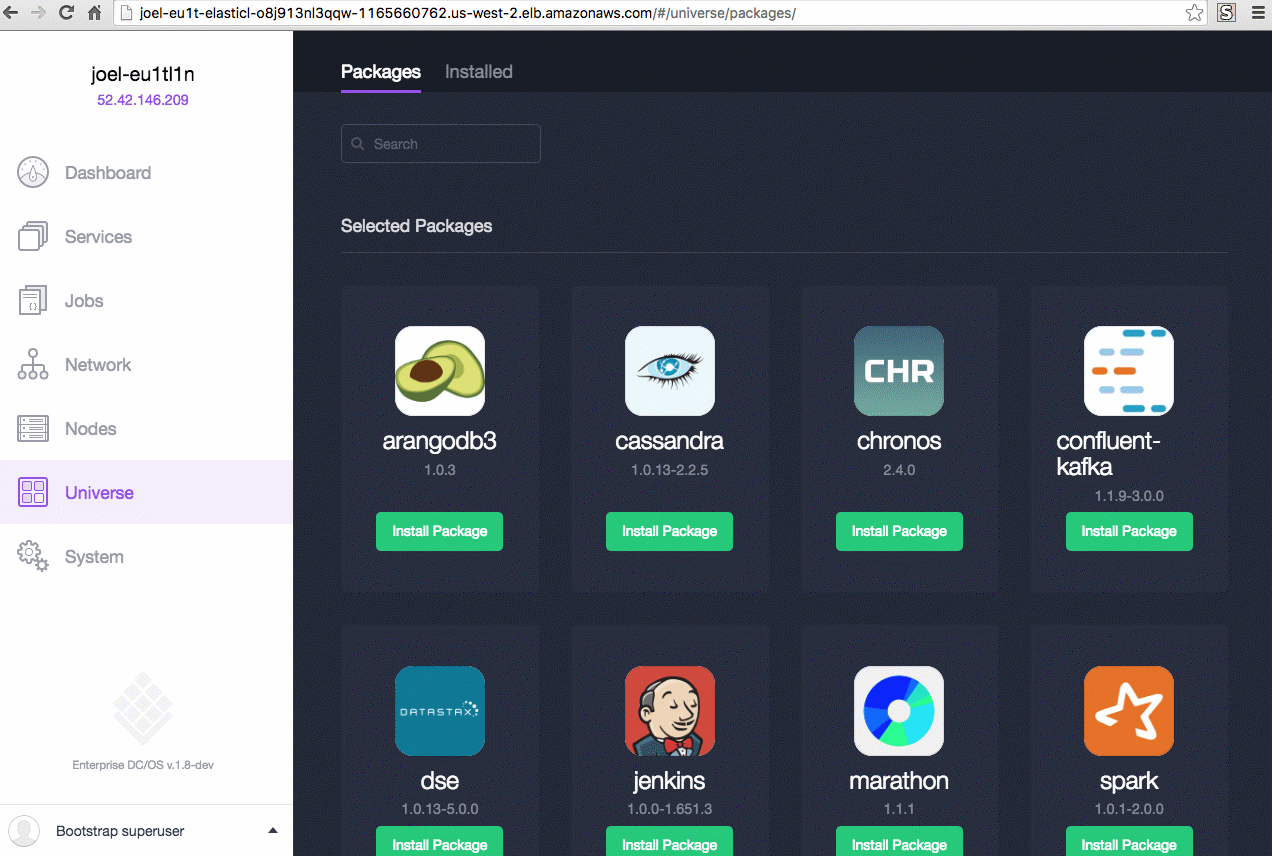 joel-eu1t-elasticl-o8j913nl3qqw-1165660762.us-west-2.elb.amazonaws.com/#/universe/packages/
S
joel-eu1tl1n
52.42.146.209
Dashboard
Services
Jobs
Network
Nodes
Universe
System
Enterprise DC/OS v.1.8-dev
Bootstrap superuser
Packages Installed
Search
Selected Packages
CHR
arangodb3 cassandra chronos confluent-
kafka
1.0.3 1.0.13-2.2.5 2.4.0 1.1.9-3.0.0
Install Package Install Package Install Package Install Package
DATASTAX
dse jenkins marathon spark
1.0.13-5.0.0 1.0.0-1.651.3 1.1.1 1.0.1-2.0.0
Install Package Install Package Install Package Install Package